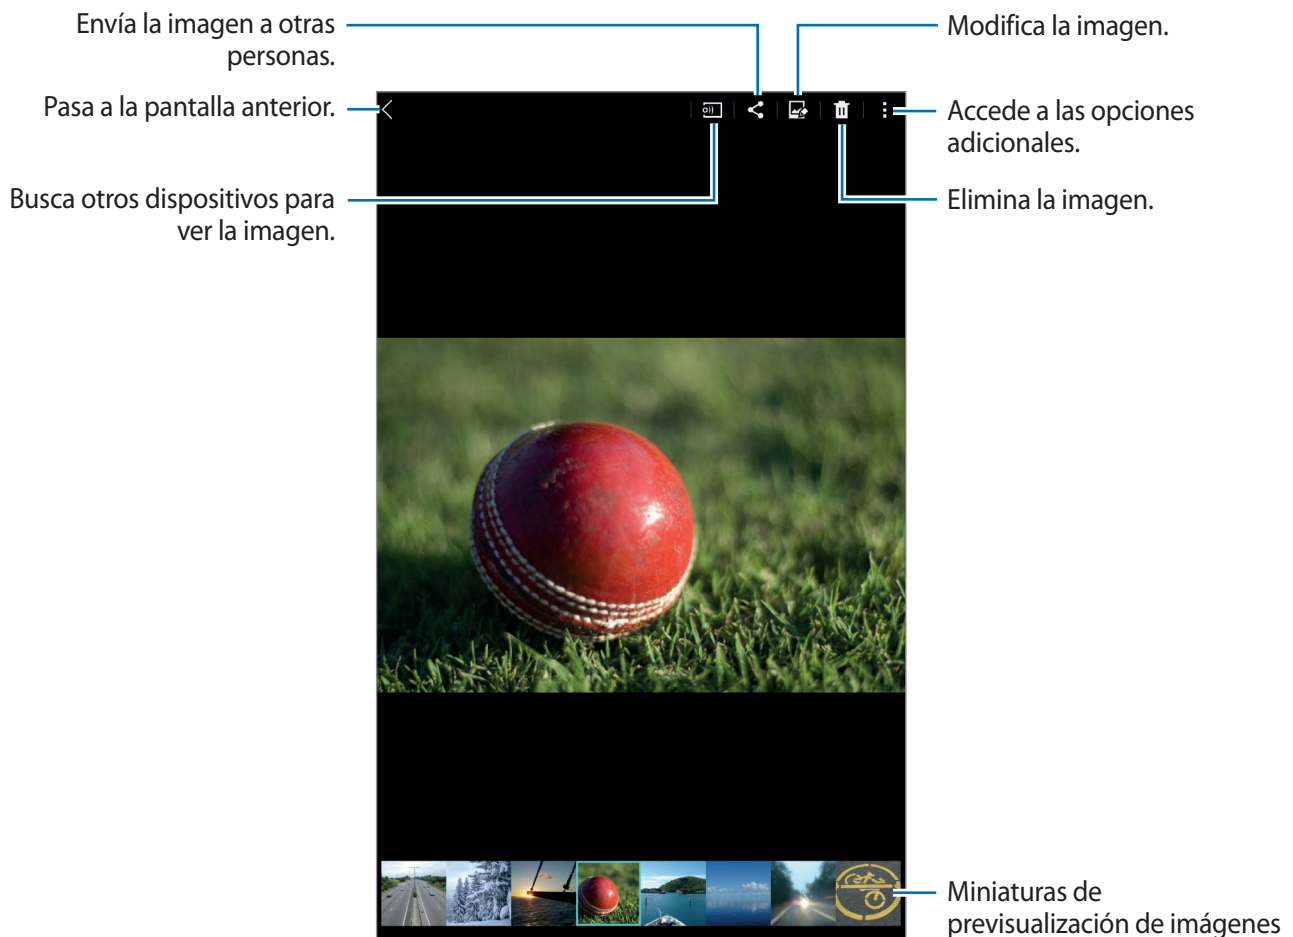 Envía la imagen a otras
personas.
Pasa a la pantalla anterior.
Busca otros dispositivos para
ver la imagen.
Modifica la imagen.
Accede a las opciones
adicionales.
Elimina la imagen.
Miniaturas de
previsualización de imágenes